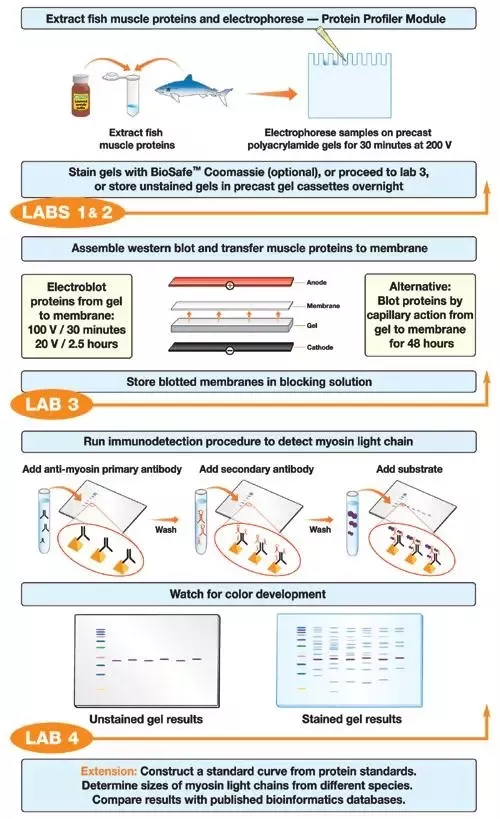 Extract fish muscle proteins and electrophorese — Protein Profiler Module
Extract fish
muscle proteins
Electrophorese samples on precast
polyacrylamide gels for 30 minutes at 200 V
Stain gels with BioSafe™ Coomassie (optional), or proceed to lab 3,
or store unstained gels in precast gel cassettes overnight
LABS 1 & 2
Assemble western blot and transfer muscle proteins to membrane
Electroblot
proteins from gel
to membrane:
100 V / 30 minutes
20 V / 2.5 hours
Anode
Membrane
Gel
Cathode
Alternative:
Blot proteins by
capillary action from
gel to membrane
for 48 hours
Store blotted membranes in blocking solution
LAB 3
Run immunodetection procedure to detect myosin light chain
Add anti-myosin primary antibody
Add secondary antibody
Add substrate
Wash
Wash
Watch for color development
Unstained gel results
Stained gel results
LAB 4
Extension: Construct a standard curve from protein standards.
Determine sizes of myosin light chains from different species.
Compare results with published bioinformatics databases.